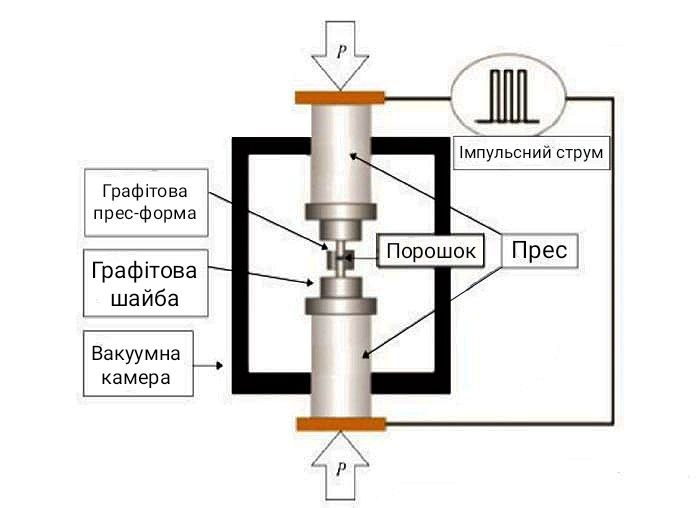 P
Імпульсний струм
Графітова
прес-форма
Порошок
Прес
Графітова
шайба
Вакуумна
камера
P